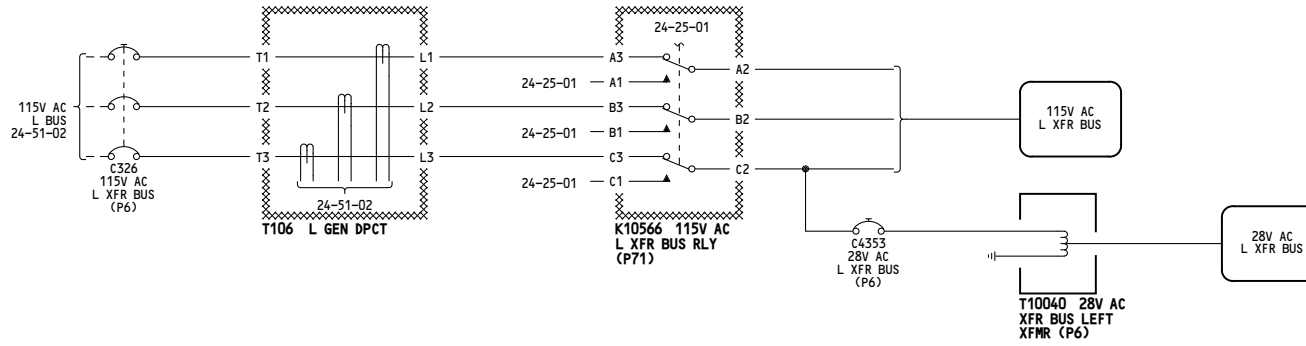 115V AC
L BUS
24-51-02
C326
115V AC
L XFR BUS
(P6)
T1
T2
T3
L1
L2
L3
24-51-02
T106 L GEN DPCT
24-25-01
A3
24-25-01
A1
A2
B3
24-25-01
B1
B2
C3
24-25-01
C1
C2
K10566 115V AC
L XFR BUS RLY
(P71)
115V AC
L XFR BUS
C4353
28V AC
L XFR BUS
(P6)
T10040 28V AC
XFR BUS LEFT
XFMR (P6)
28V AC
L XFR BUS